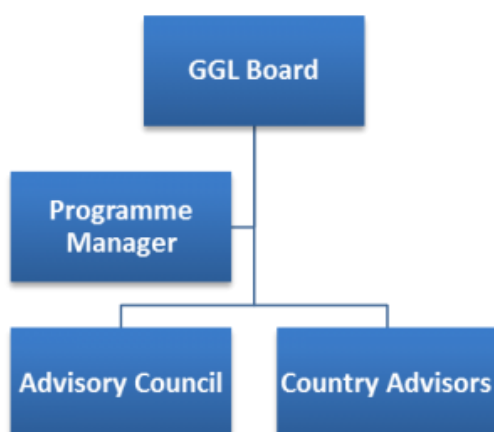 GGL Board
Programme
Manager
Advisory Council
Country Advisors